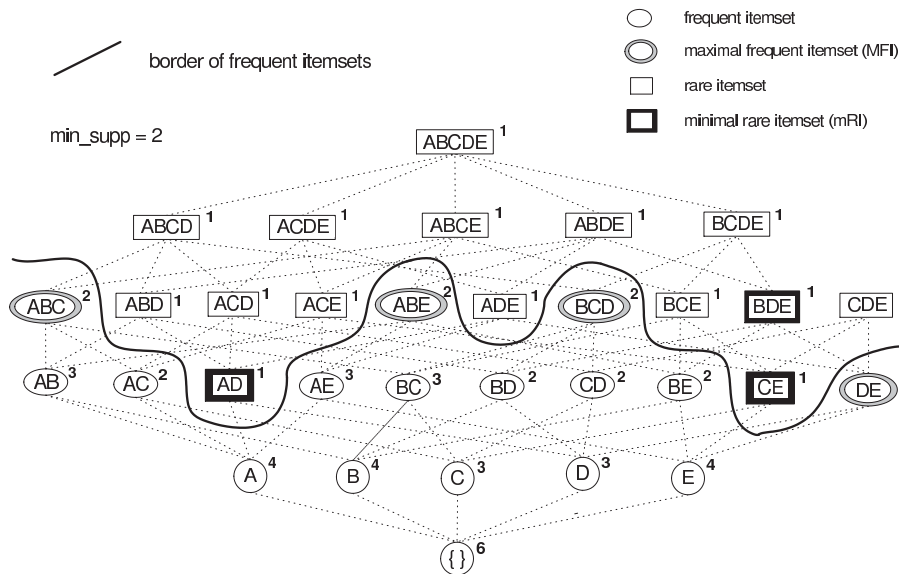 frequent itemset
maximal frequent itemset (MFI)
border of frequent itemsets
rare itemset
minimal rare itemset (mRI)
min_supp = 2
ABCDE 1
ABCD 1 ACDE 1 ABCE 1 ABDE 1 BCDE 1
ABC 2 ABD 1 ACD 1 ACE 1 ABE 2 ADE 1 BCD 2 BCE 1 BDE 1 CDE 1
AB 3 AC 2 AD 1 AE 3 BC 3 BD 2 CD 2 BE 2 CE 1 DE 2
A 4 B 4 C 3 D 3 E 4
{ } 6